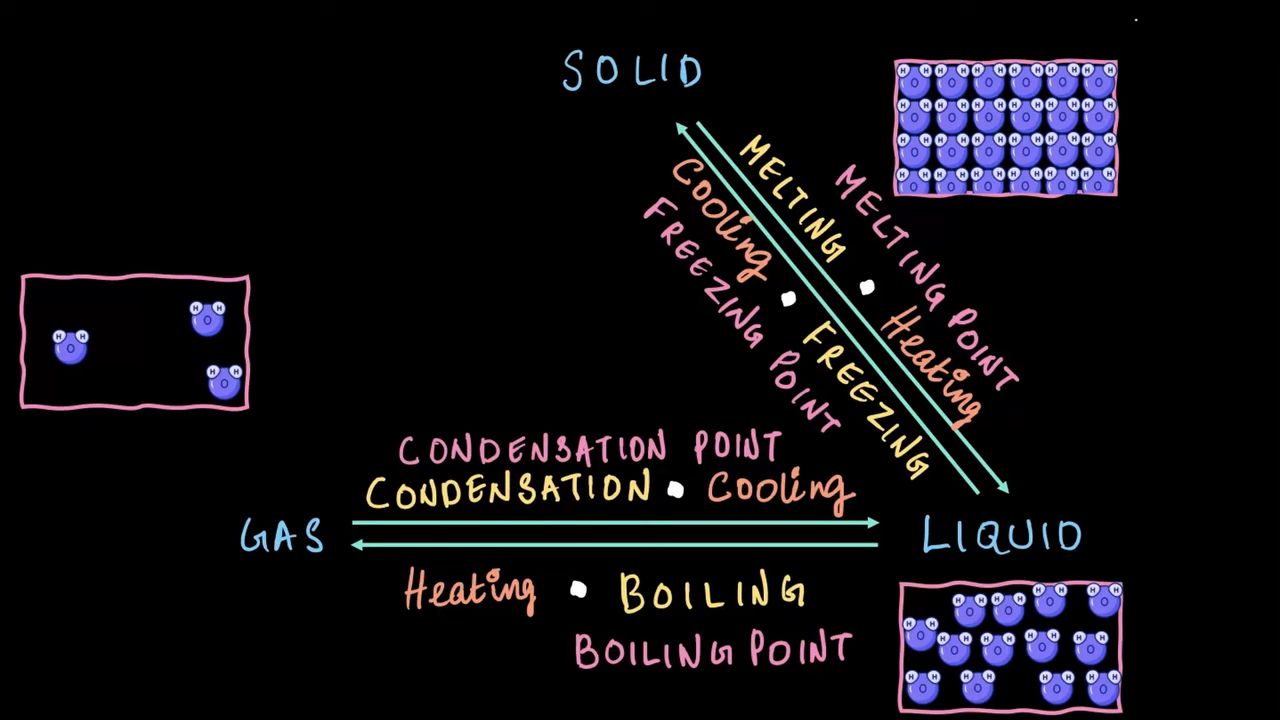 SOLID
MELTING • Heating
MELTING POINT
Cooling • FREEZING
FREEZING POINT
CONDENSATION POINT
CONDENSATION • Cooling
GAS
LIQUID
Heating • BOILING
BOILING POINT
H H H H H H H H H H H H
O O O O O O
H H H H H H H H H H H H
O O O O O O
H H H H H H H H H H H H
O O O O O O
H H H H H H H H H H H H
O O O O O O
H H
O
H H
O
H H
O
H H H H H H H H
O O O O
H H H H H H H H H H
O O O O O
H H H H H H H H
O O O O